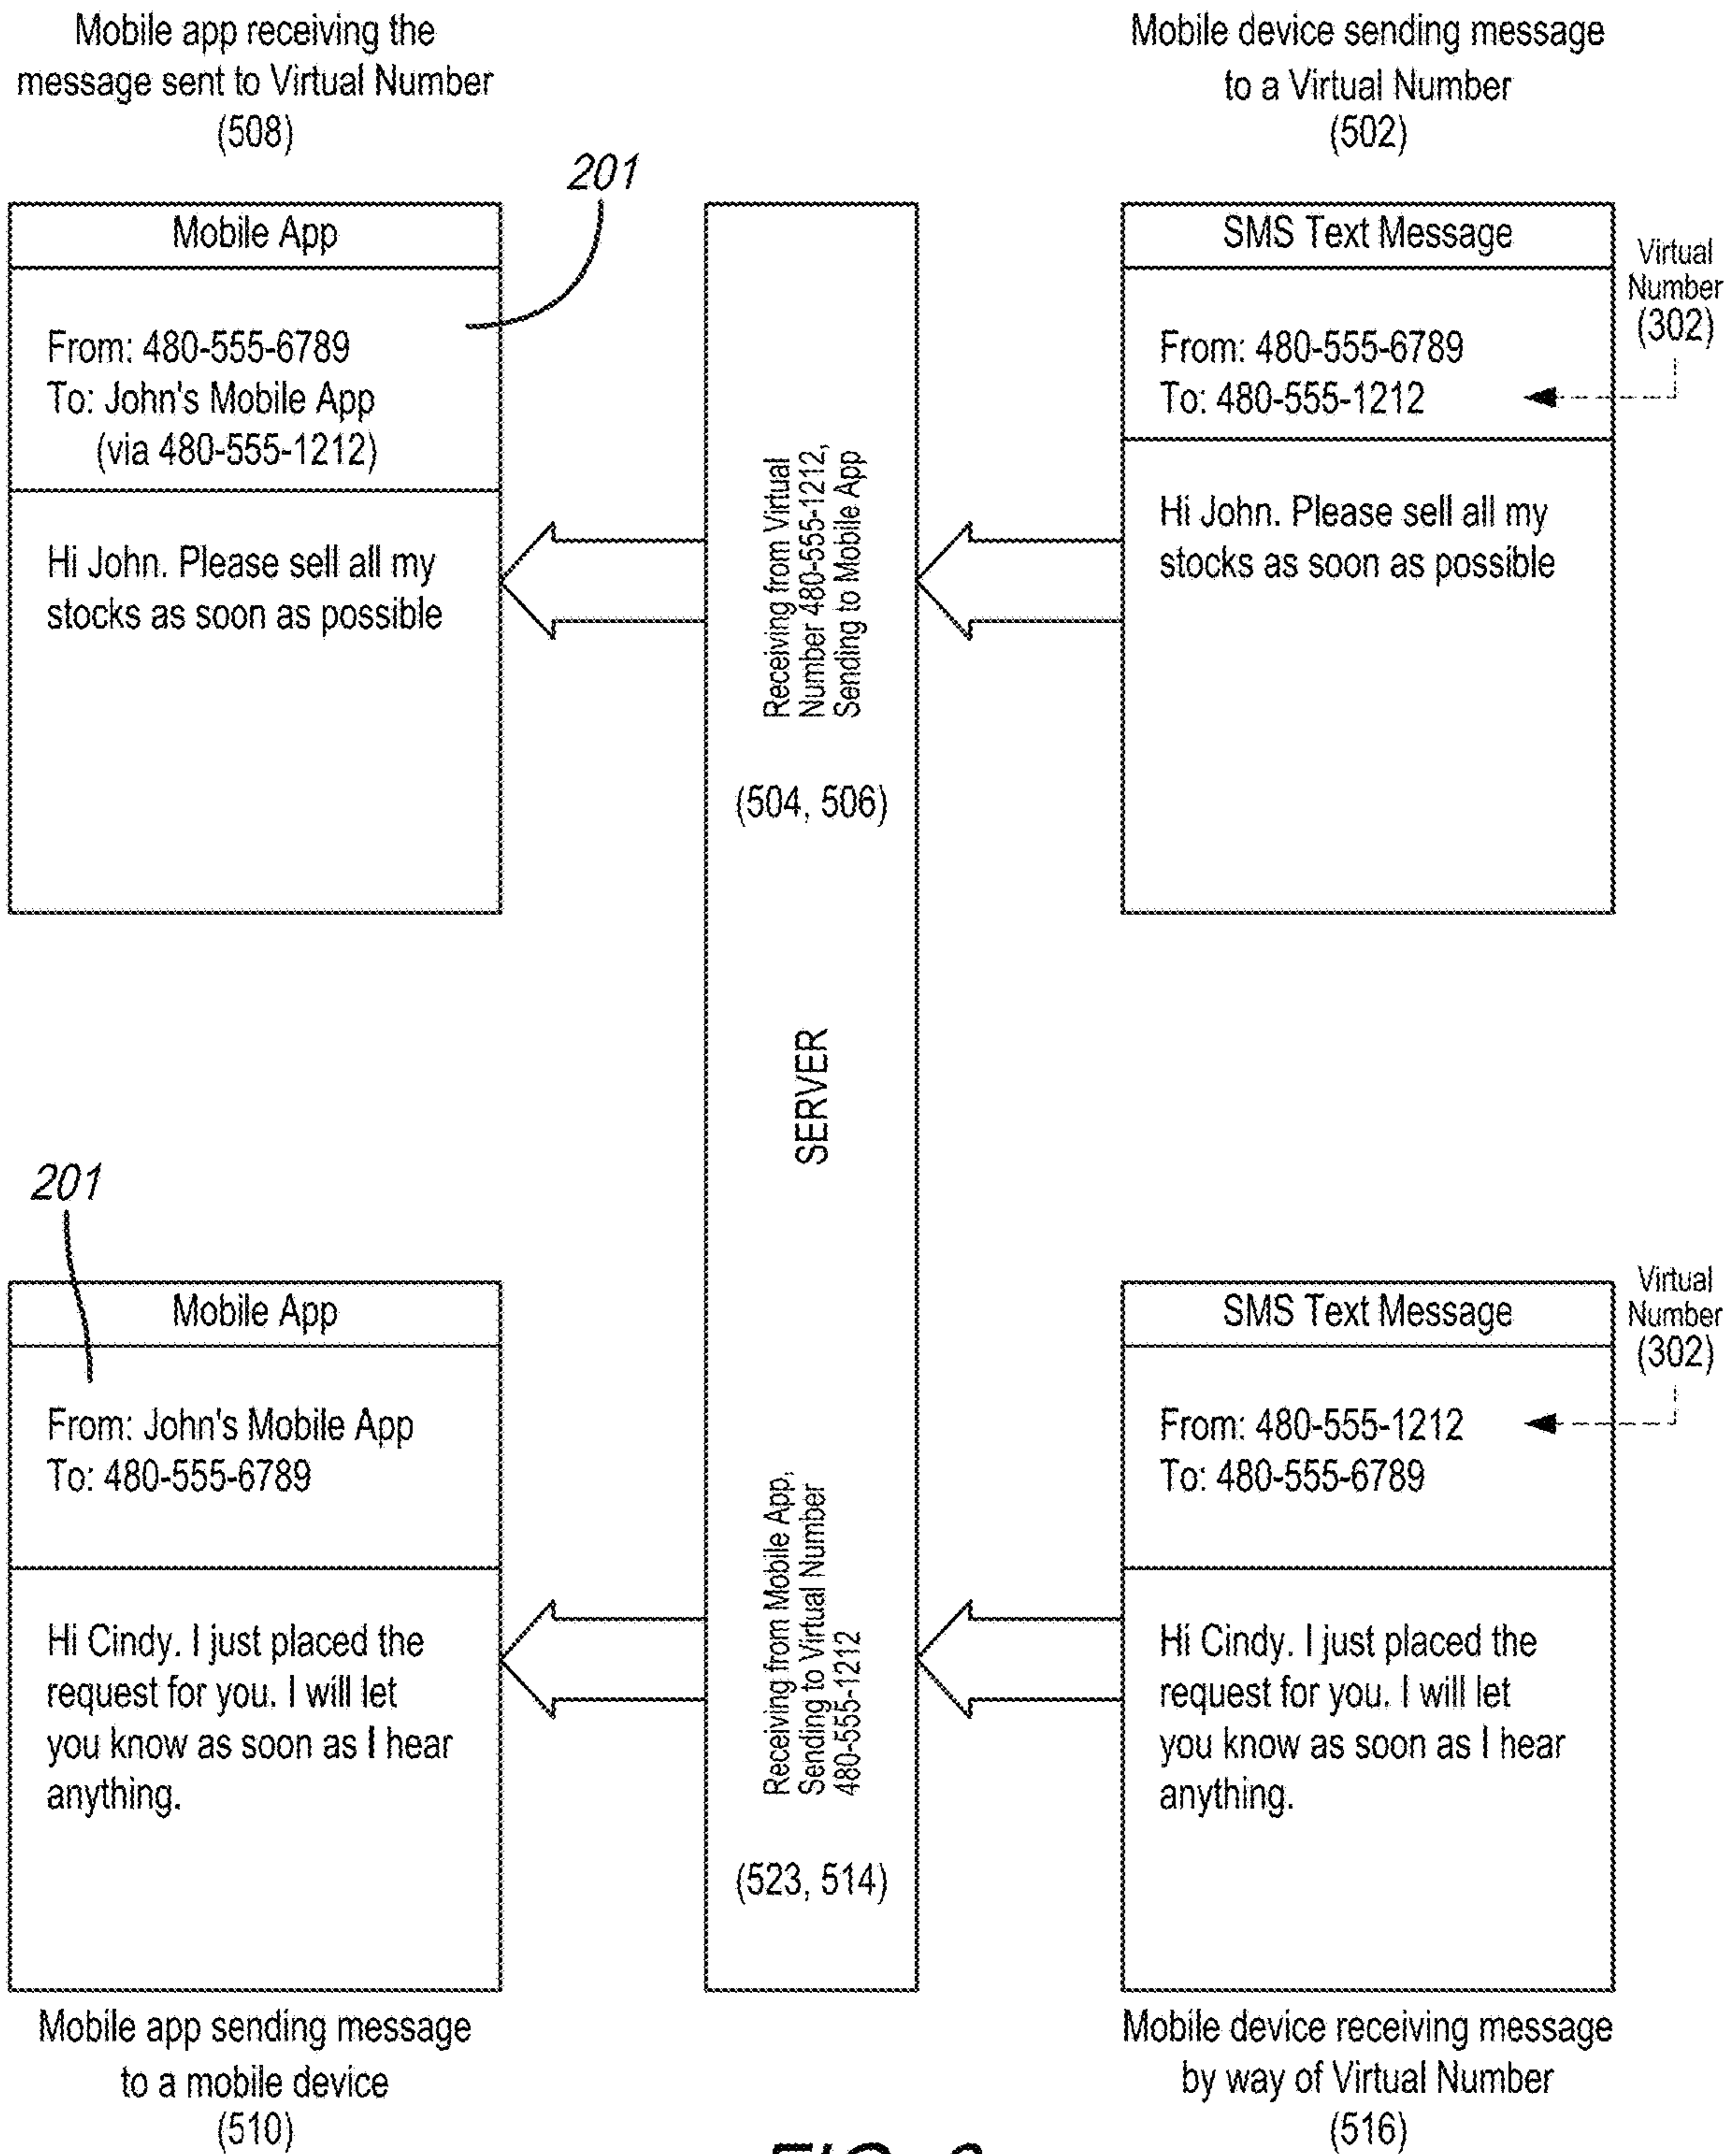 Mobile app receiving the
message sent to Virtual Number
(508)
Mobile device sending message
to a Virtual Number
(502)
201
Mobile App
From: 480-555-6789
To: John's Mobile App
(via 480-555-1212)
Hi John. Please sell all my
stocks as soon as possible
Receiving from Virtual
Number 480-555-1212,
Sending to Mobile App
(504, 506)
SMS Text Message
From: 480-555-6789
To: 480-555-1212
Virtual
Number
(302)
Hi John. Please sell all my
stocks as soon as possible
SERVER
201
Mobile App
From: John's Mobile App
To: 480-555-6789
Hi Cindy. I just placed the
request for you. I will let
you know as soon as I hear
anything.
Receiving from Mobile App,
Sending to Virtual Number
480-555-1212
(523, 514)
SMS Text Message
From: 480-555-1212
To: 480-555-6789
Virtual
Number
(302)
Hi Cindy. I just placed the
request for you. I will let
you know as soon as I hear
anything.
Mobile app sending message
to a mobile device
(510)
Mobile device receiving message
by way of Virtual Number
(516)